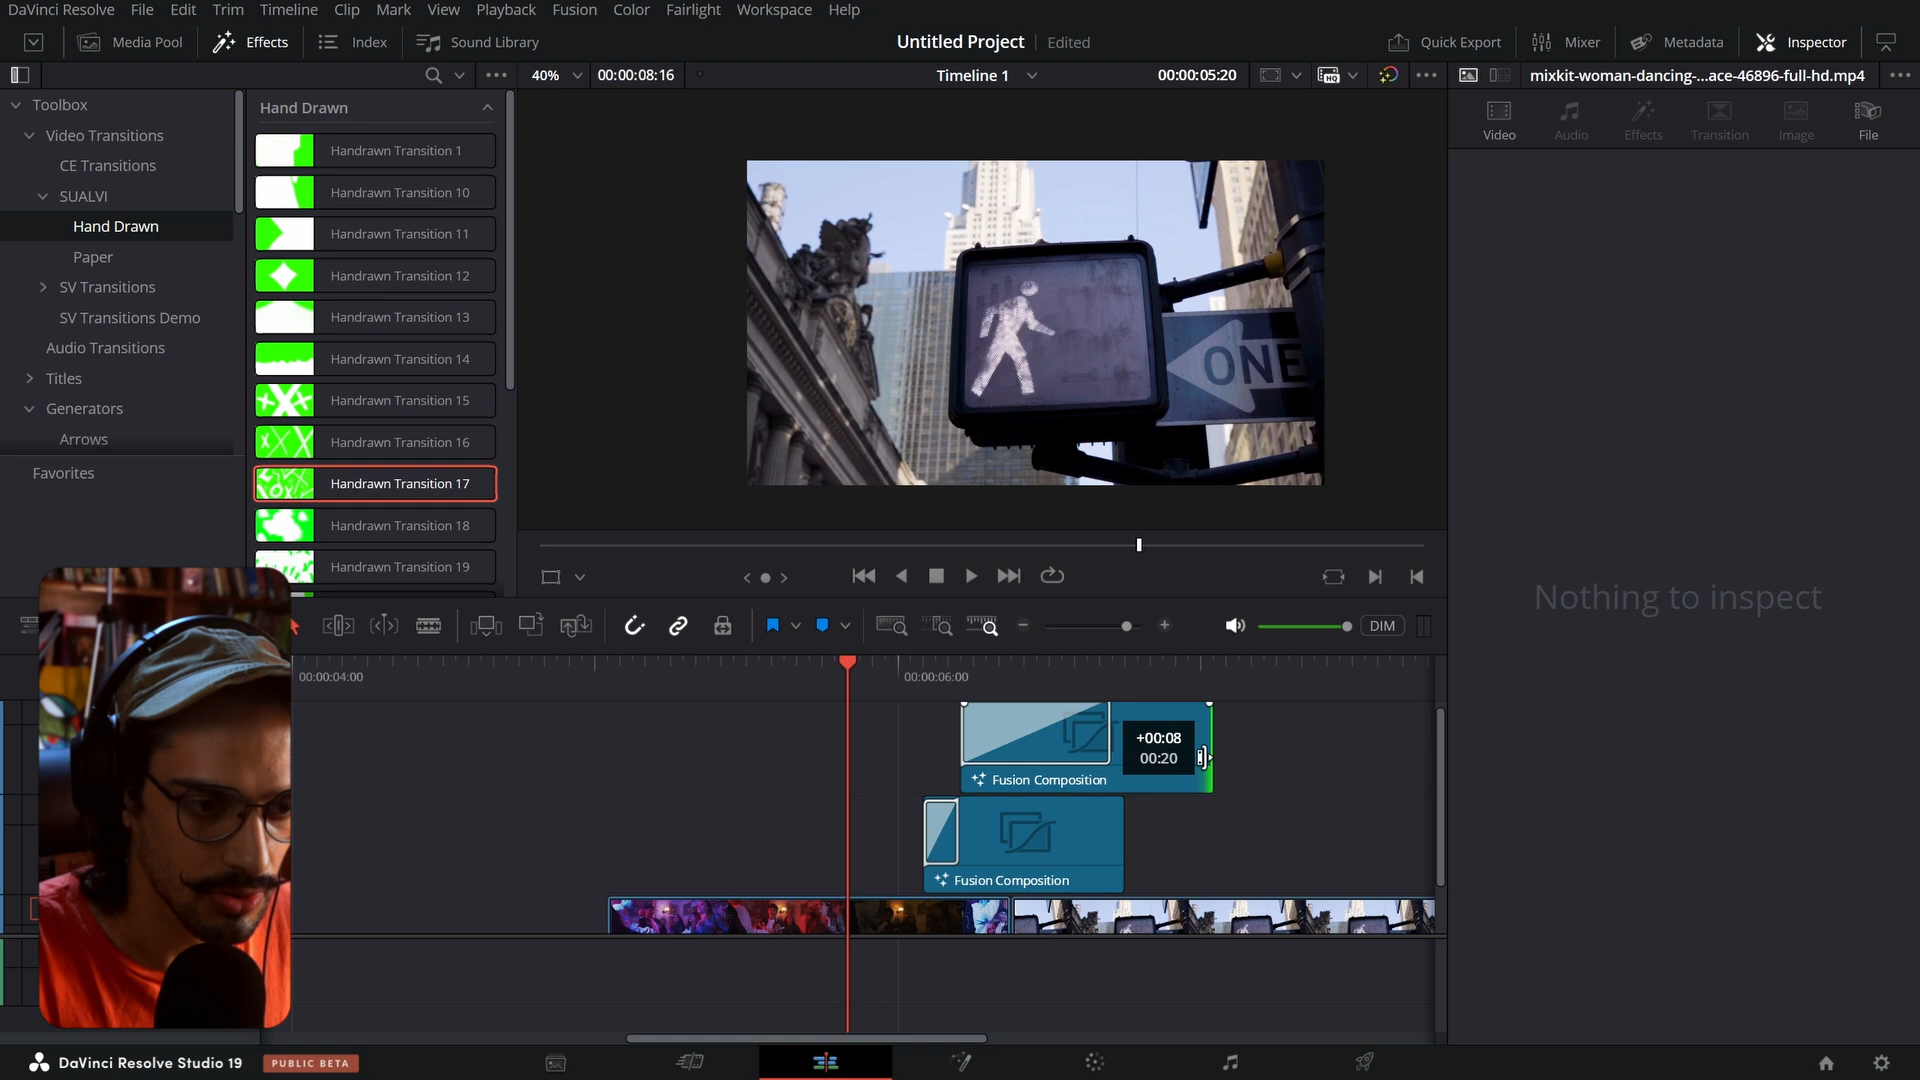 DaVinci Resolve File Edit Trim Timeline Clip Mark View Playback Fusion Color Fairlight Workspace Help
Media Pool Effects Index Sound Library Untitled Project Edited Quick Export Mixer Metadata Inspector
40% 00:00:08:16 Timeline 1 00:00:05:20 mixkit-woman-dancing-...ace-46896-full-hd.mp4
Toolbox
Video Transitions
CE Transitions
SUALVI
Hand Drawn
Paper
SV Transitions
SV Transitions Demo
Audio Transitions
Titles
Generators
Arrows
Favorites
Hand Drawn
Handrawn Transition 1
Handrawn Transition 10
Handrawn Transition 11
Handrawn Transition 12
Handrawn Transition 13
Handrawn Transition 14
Handrawn Transition 15
Handrawn Transition 16
Handrawn Transition 17
Handrawn Transition 18
Handrawn Transition 19
ONE
Video Audio Effects Transition Image File
Nothing to inspect
DIM
00:00:04:00 00:00:06:00
+00:08
00:20
Fusion Composition
Fusion Composition
DaVinci Resolve Studio 19 PUBLIC BETA